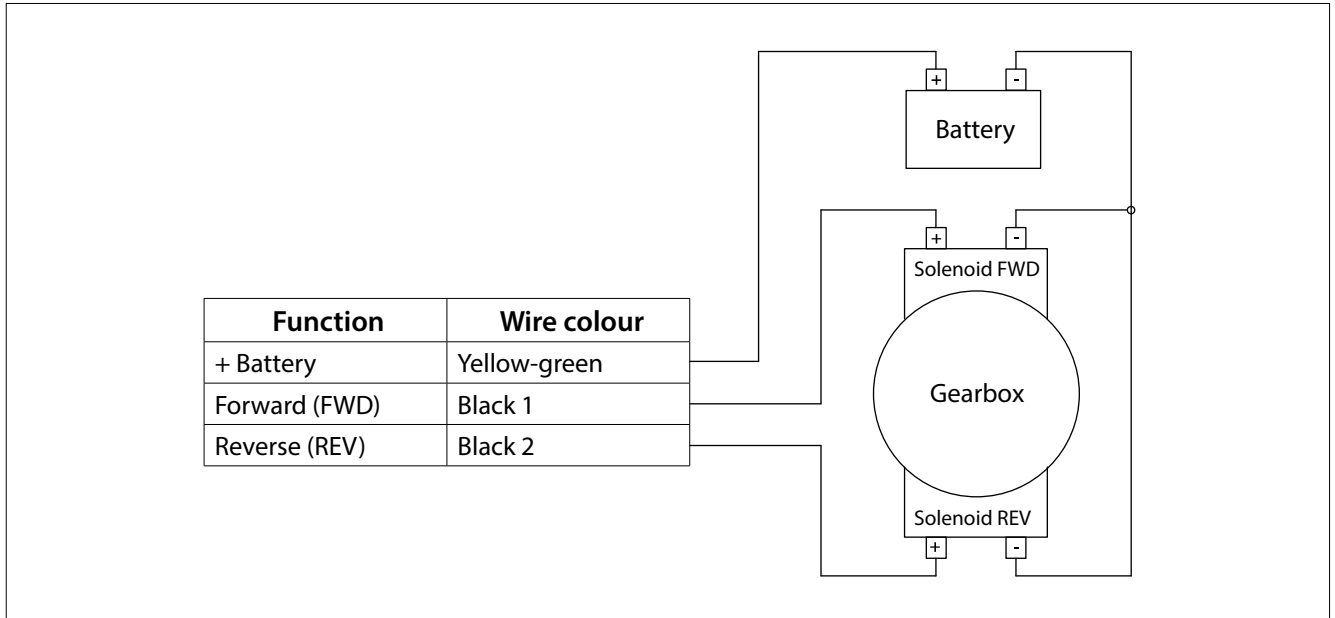 + -
Battery
+ -
Solenoid FWD
Function Wire colour
+ Battery Yellow-green
Forward (FWD) Black 1
Reverse (REV) Black 2
Gearbox
Solenoid REV
+ -